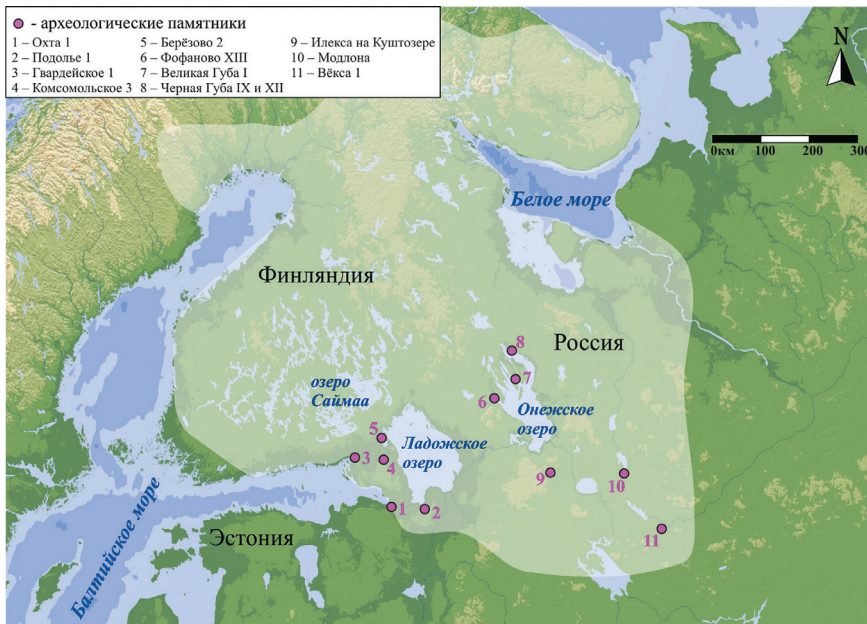 - археологические памятники
1 – Охта 1
2 – Подолье 1
3 – Гвардейское 1
4 – Комсомольское 3
5 – Берёзово 2
6 – Фофаново XIII
7 – Великая Губа I
8 – Черная Губа IX и XII
9 – Илекса на Куштозере
10 – Модлона
11 – Вёкса 1
N
0км 100 200 300
Белое море
Финляндия
Россия
8
7
6
Онежское
озеро
озеро
Саймаа
5
Ладожское
озеро
3
4
9
10
1
2
11
Эстония
Балтийское море